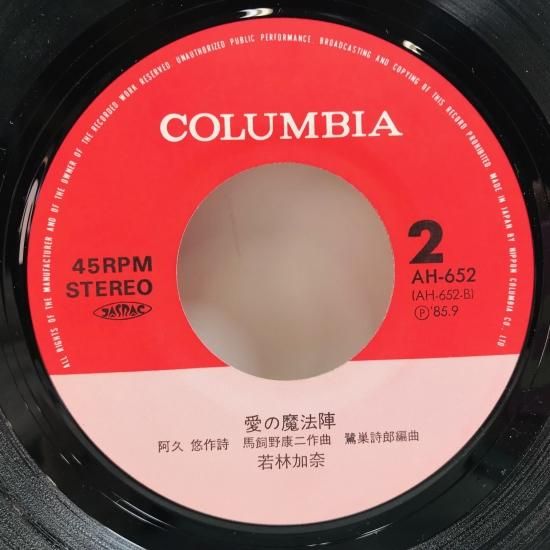 ALL RIGHTS OF THE MANUFACTURER AND OF THE OWNER OF THE RECORDED WORK RESERVED. UNAUTHORIZED PUBLIC PERFORMANCE. BROADCASTING AND COPYING OF THIS RECORD PROHIBITED. MADE IN JAPAN BY NIPPON COLUMBIA CO., LTD
COLUMBIA
45RPM
STEREO
JASRAC
2
AH-652
(AH-652-B)
Ⓟ'85.9
愛の魔法陣
阿久 悠作詩 馬飼野康二作曲 鷺巣詩郎編曲
若林加奈